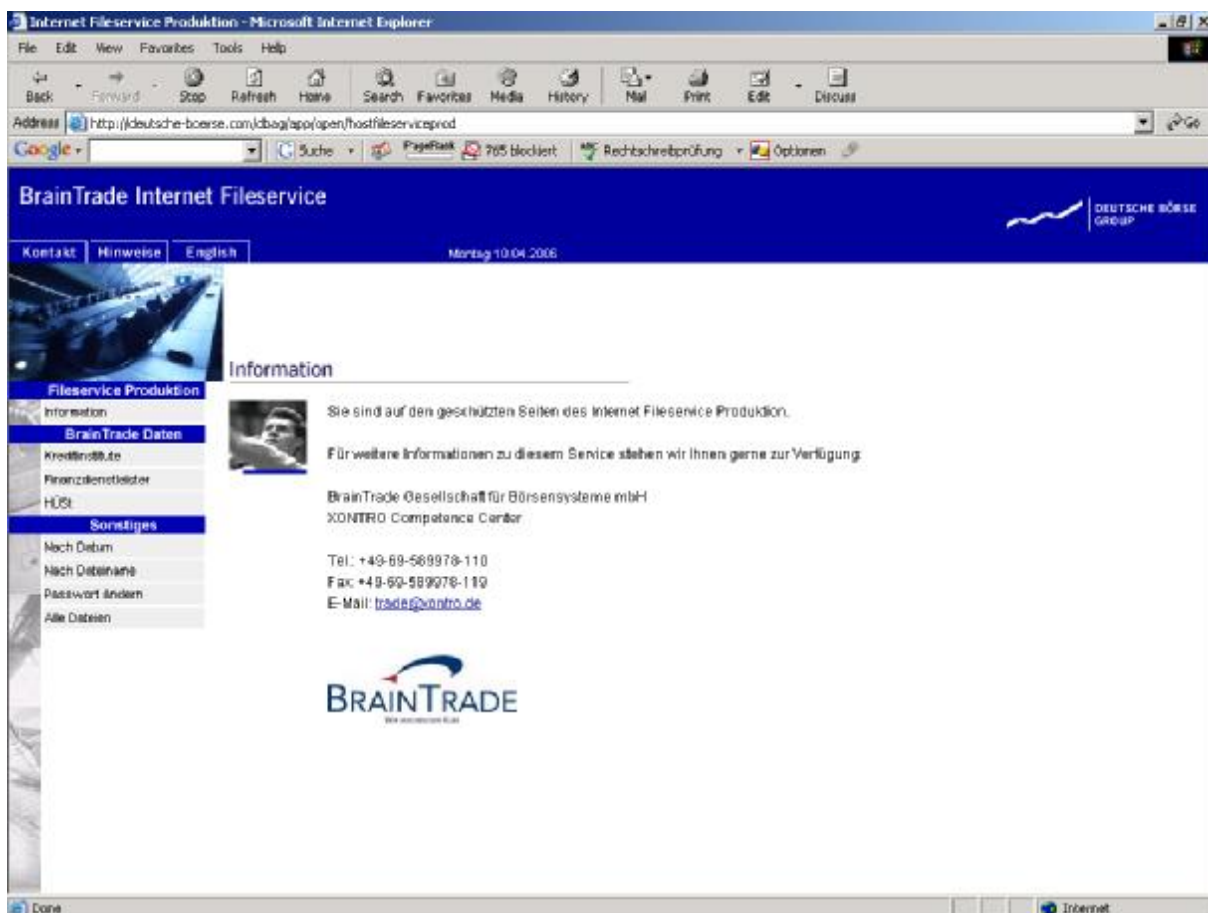 Internet Fileservice Produktion - Microsoft Internet Explorer
File Edit View Favorites Tools Help
Back Forward Stop Refresh Home Search Favorites Media History Mail Print Edit Discuss
Address http://deutsche-boerse.com/dbag/app/open/hostfileserviceprod Go
Google Suche PageRank 765 blockiert ABC Rechtschreibprüfung Optionen
BrainTrade Internet Fileservice
DEUTSCHE BÖRSE
GROUP
Kontakt Hinweise English Montag 10.04.2006
Information
Fileservice Produktion
Information
BrainTrade Daten
Kreditinstitute
Finanzdienstleister
HÜSt
Sonstiges
Nach Datum
Nach Dateiname
Passwort ändern
Alle Dateien
Sie sind auf den geschützten Seiten des Internet Fileservice Produktion.
Für weitere Informationen zu diesem Service stehen wir Ihnen gerne zur Verfügung:
BrainTrade Gesellschaft für Börsensysteme mbH
XONTRO Competence Center
Tel.: +49-69-589978-110
Fax: +49-69-589978-119
E-Mail: trade@xontro.de
BRAINTRADE
Done Internet